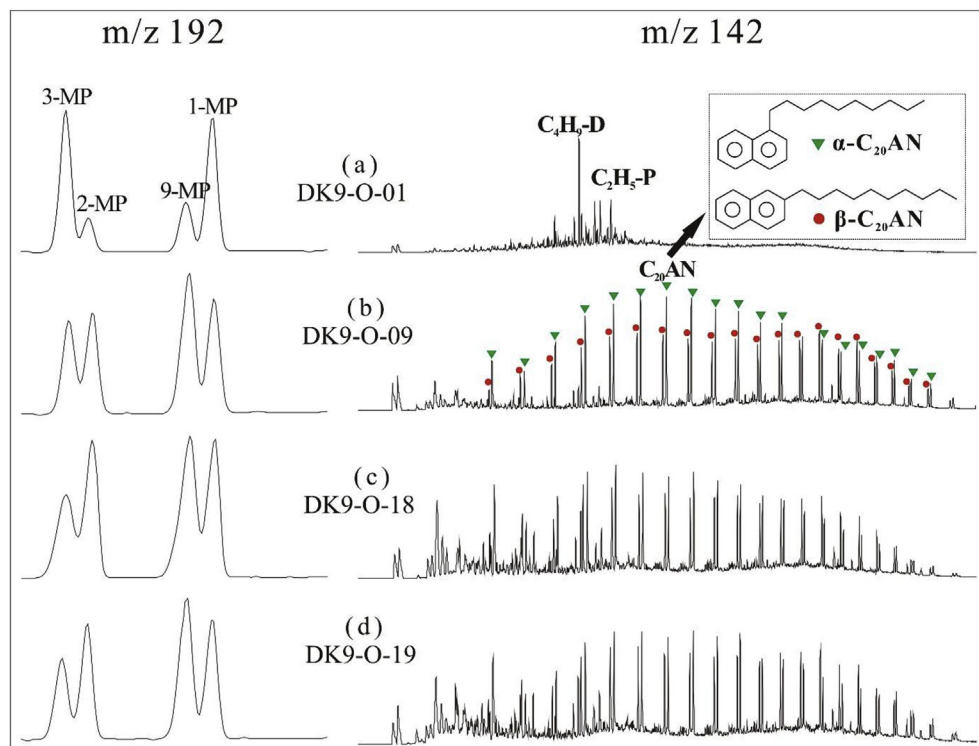 m/z 192
m/z 142
3-MP
1-MP
2-MP
9-MP
(a)
DK9-O-01
C₄H₉-D
C₂H₅-P
α-C₂₀AN
β-C₂₀AN
C₂₀AN
(b)
DK9-O-09
(c)
DK9-O-18
(d)
DK9-O-19